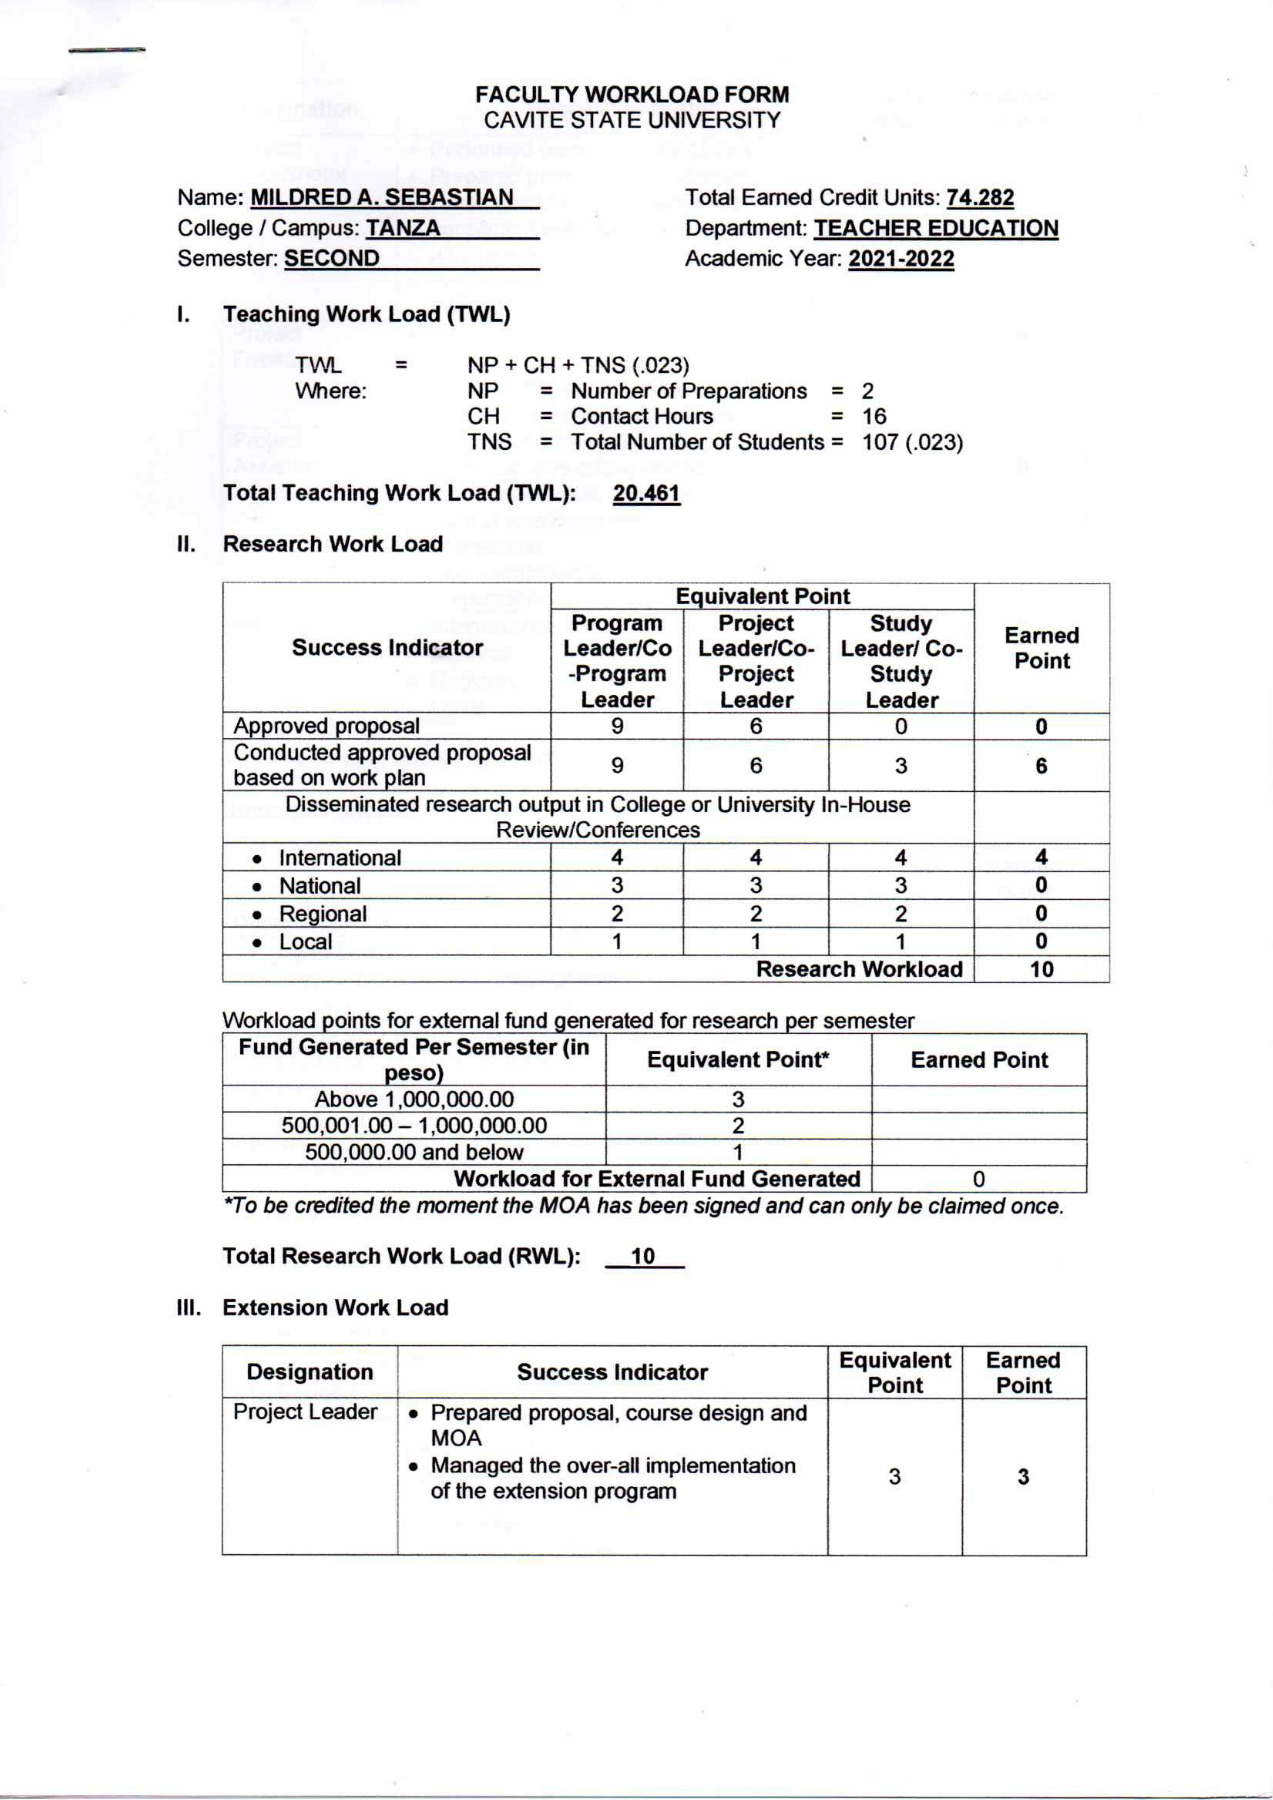 FACULTY WORKLOAD FORM
CAVITE STATE UNIVERSITY
Name: MILDRED A. SEBASTIAN
Total Earned Credit Units: 74.282
College / Campus: TANZA
Department: TEACHER EDUCATION
Semester: SECOND
Academic Year: 2021-2022
I. Teaching Work Load (TWL)
TWL = NP + CH + TNS (.023)
Where: NP = Number of Preparations = 2
CH = Contact Hours = 16
TNS = Total Number of Students = 107 (.023)
Total Teaching Work Load (TWL): 20.461
II. Research Work Load
Success Indicator
Equivalent Point
Earned
Point
Program
Leader/Co
-Program
Leader
Project
Leader/Co-
Project
Leader
Study
Leader/ Co-
Study
Leader
Approved proposal 9 6 0 0
Conducted approved proposal
based on work plan 9 6 3 6
Disseminated research output in College or University In-House
Review/Conferences
• International 4 4 4 4
• National 3 3 3 0
• Regional 2 2 2 0
• Local 1 1 1 0
Research Workload 10
Workload points for external fund generated for research per semester
Fund Generated Per Semester (in
peso)
Equivalent Point*
Earned Point
Above 1,000,000.00 3
500,001.00 – 1,000,000.00 2
500,000.00 and below 1
Workload for External Fund Generated 0
*To be credited the moment the MOA has been signed and can only be claimed once.
Total Research Work Load (RWL): 10
III. Extension Work Load
Designation
Success Indicator
Equivalent
Point
Earned
Point
Project Leader
• Prepared proposal, course design and
MOA
• Managed the over-all implementation
of the extension program
3
3